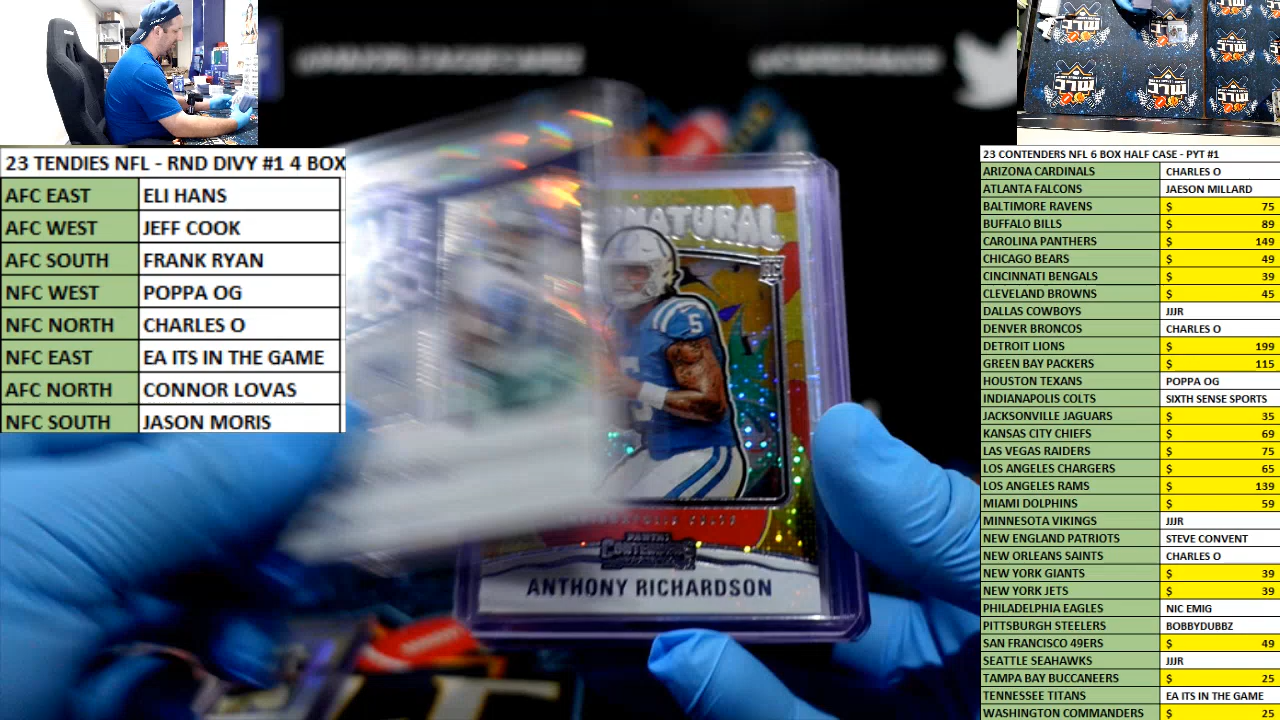 23 TENDIES NFL - RND DIVY #1 4 BOX
AFC EAST ELI HANS
AFC WEST JEFF COOK
AFC SOUTH FRANK RYAN
NFC WEST POPPA OG
NFC NORTH CHARLES O
NFC EAST EA ITS IN THE GAME
AFC NORTH CONNOR LOVAS
NFC SOUTH JASON MORIS
RC
5
PANINI
CONTENDERS
ANTHONY RICHARDSON
23 CONTENDERS NFL 6 BOX HALF CASE - PYT #1
ARIZONA CARDINALS CHARLES O
ATLANTA FALCONS JAESON MILLARD
BALTIMORE RAVENS $ 75
BUFFALO BILLS $ 89
CAROLINA PANTHERS $ 149
CHICAGO BEARS $ 49
CINCINNATI BENGALS $ 39
CLEVELAND BROWNS $ 45
DALLAS COWBOYS JJJR
DENVER BRONCOS CHARLES O
DETROIT LIONS $ 199
GREEN BAY PACKERS $ 115
HOUSTON TEXANS POPPA OG
INDIANAPOLIS COLTS SIXTH SENSE SPORTS
JACKSONVILLE JAGUARS $ 35
KANSAS CITY CHIEFS $ 69
LAS VEGAS RAIDERS $ 75
LOS ANGELES CHARGERS $ 65
LOS ANGELES RAMS $ 139
MIAMI DOLPHINS $ 59
MINNESOTA VIKINGS JJJR
NEW ENGLAND PATRIOTS STEVE CONVENT
NEW ORLEANS SAINTS CHARLES O
NEW YORK GIANTS $ 39
NEW YORK JETS $ 39
PHILADELPHIA EAGLES NIC EMIG
PITTSBURGH STEELERS BOBBYDUBBZ
SAN FRANCISCO 49ERS $ 49
SEATTLE SEAHAWKS JJJR
TAMPA BAY BUCCANEERS $ 25
TENNESSEE TITANS EA ITS IN THE GAME
WASHINGTON COMMANDERS $ 25